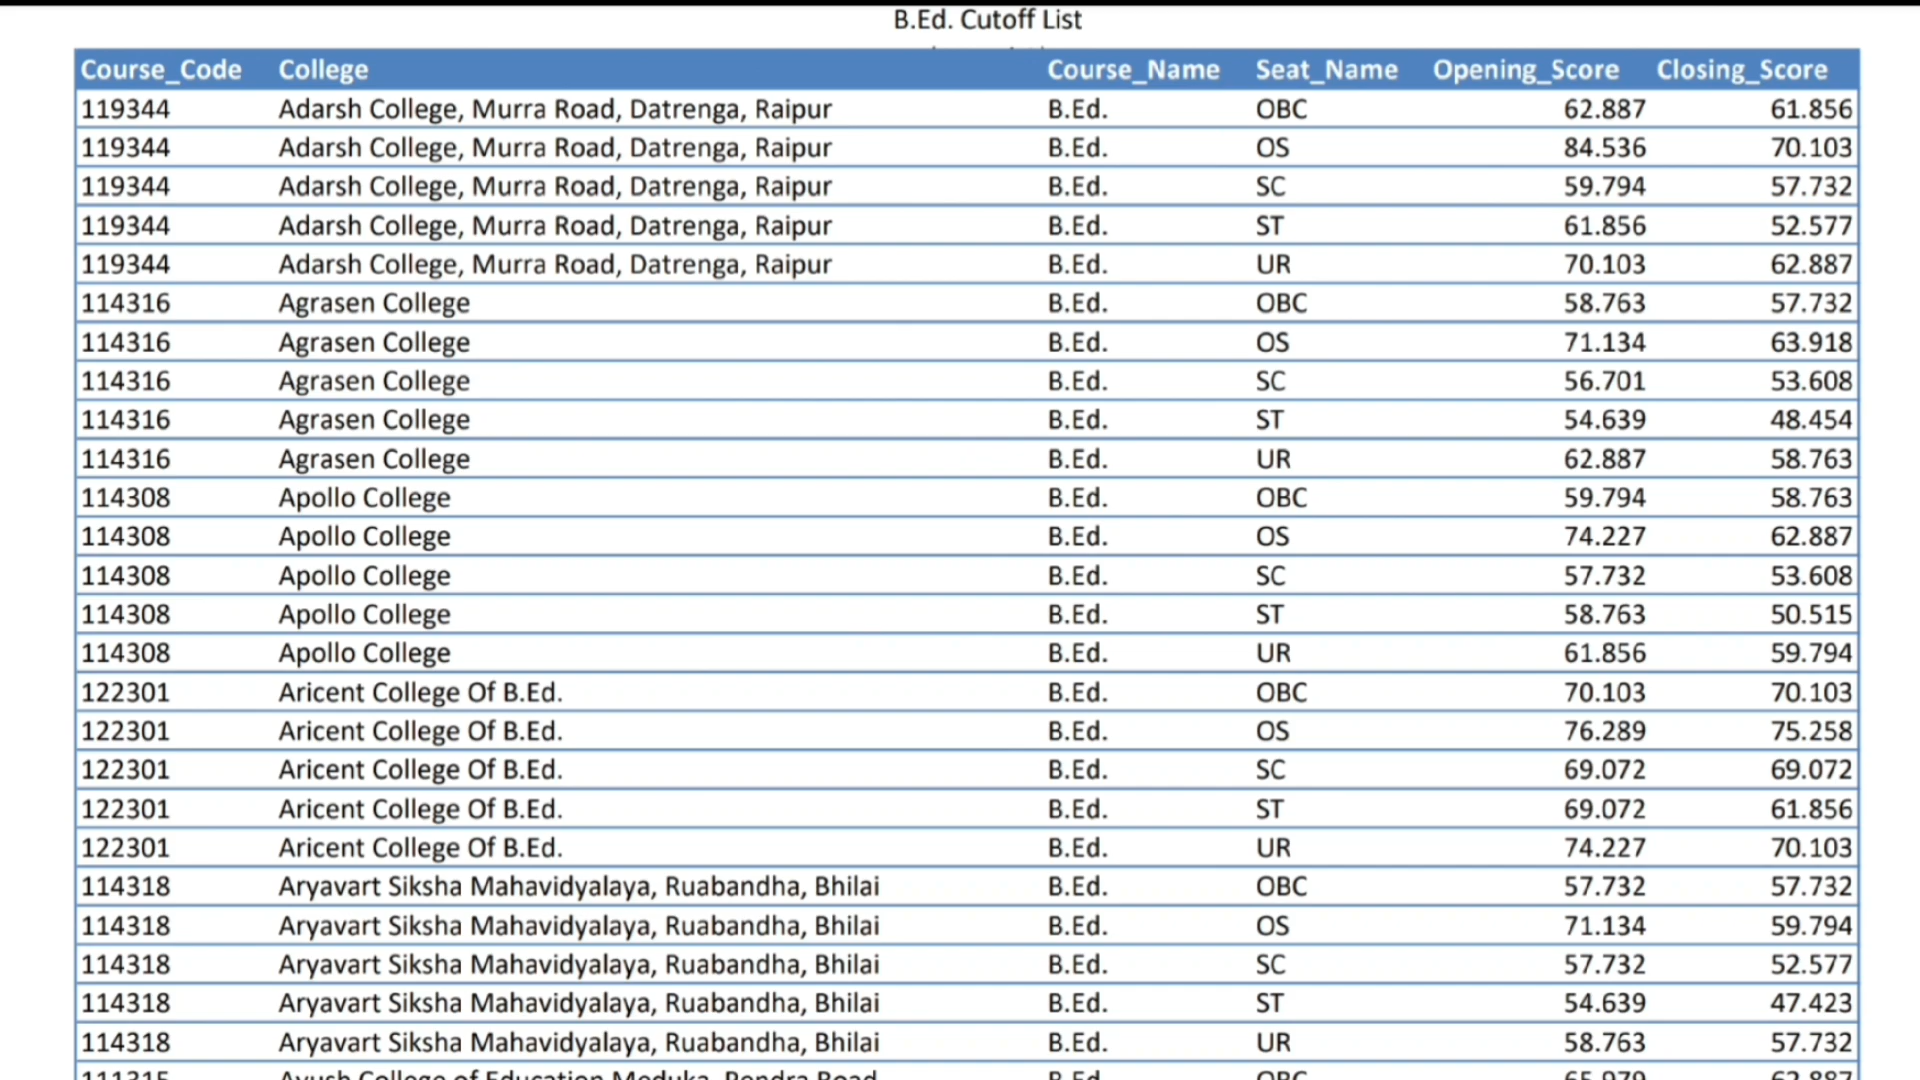 B.Ed. Cutoff List
Course_Code College Course_Name Seat_Name Opening_Score Closing_Score
119344 Adarsh College, Murra Road, Datrenga, Raipur B.Ed. OBC 62.887 61.856
119344 Adarsh College, Murra Road, Datrenga, Raipur B.Ed. OS 84.536 70.103
119344 Adarsh College, Murra Road, Datrenga, Raipur B.Ed. SC 59.794 57.732
119344 Adarsh College, Murra Road, Datrenga, Raipur B.Ed. ST 61.856 52.577
119344 Adarsh College, Murra Road, Datrenga, Raipur B.Ed. UR 70.103 62.887
114316 Agrasen College B.Ed. OBC 58.763 57.732
114316 Agrasen College B.Ed. OS 71.134 63.918
114316 Agrasen College B.Ed. SC 56.701 53.608
114316 Agrasen College B.Ed. ST 54.639 48.454
114316 Agrasen College B.Ed. UR 62.887 58.763
114308 Apollo College B.Ed. OBC 59.794 58.763
114308 Apollo College B.Ed. OS 74.227 62.887
114308 Apollo College B.Ed. SC 57.732 53.608
114308 Apollo College B.Ed. ST 58.763 50.515
114308 Apollo College B.Ed. UR 61.856 59.794
122301 Aricent College Of B.Ed. B.Ed. OBC 70.103 70.103
122301 Aricent College Of B.Ed. B.Ed. OS 76.289 75.258
122301 Aricent College Of B.Ed. B.Ed. SC 69.072 69.072
122301 Aricent College Of B.Ed. B.Ed. ST 69.072 61.856
122301 Aricent College Of B.Ed. B.Ed. UR 74.227 70.103
114318 Aryavart Siksha Mahavidyalaya, Ruabandha, Bhilai B.Ed. OBC 57.732 57.732
114318 Aryavart Siksha Mahavidyalaya, Ruabandha, Bhilai B.Ed. OS 71.134 59.794
114318 Aryavart Siksha Mahavidyalaya, Ruabandha, Bhilai B.Ed. SC 57.732 52.577
114318 Aryavart Siksha Mahavidyalaya, Ruabandha, Bhilai B.Ed. ST 54.639 47.423
114318 Aryavart Siksha Mahavidyalaya, Ruabandha, Bhilai B.Ed. UR 58.763 57.732
College of Education B.Ed. OBC